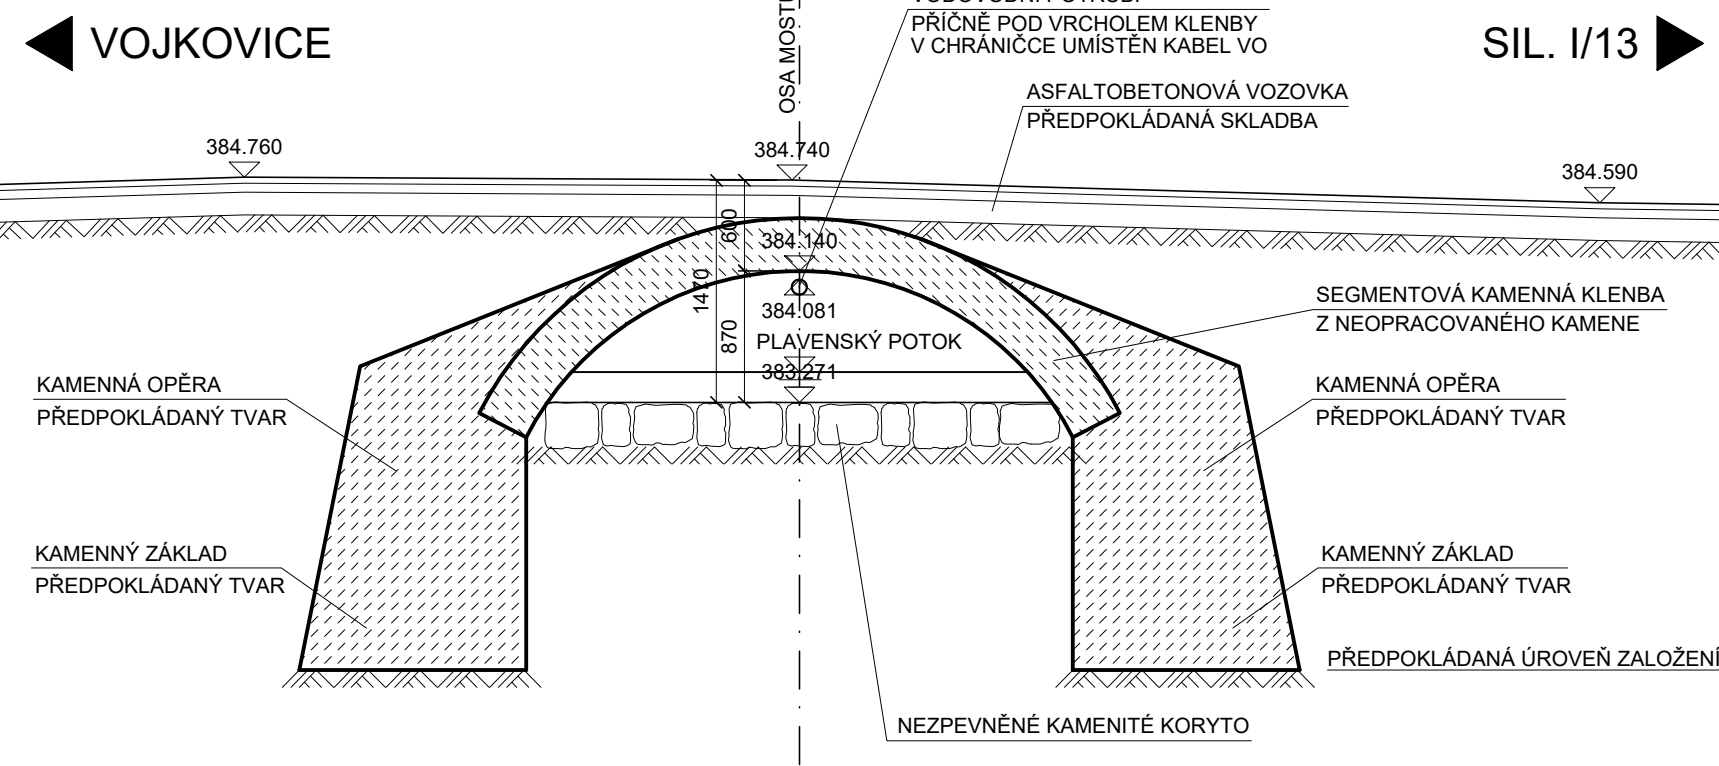 VOJKOVICE
OSA MOSTU
PŘÍČNĚ POD VRCHOLEM KLENBY
V CHRÁNIČCE UMÍSTĚN KABEL VO
SIL. I/13
ASFALTOBETONOVÁ VOZOVKA
PŘEDPOKLÁDANÁ SKLADBA
384.760
384.740
384.590
600
384.140
1470
384.081
870
PLAVENSKÝ POTOK
383.271
SEGMENTOVÁ KAMENNÁ KLENBA
Z NEOPRACOVANÉHO KAMENE
KAMENNÁ OPĚRA
PŘEDPOKLÁDANÝ TVAR
KAMENNÁ OPĚRA
PŘEDPOKLÁDANÝ TVAR
KAMENNÝ ZÁKLAD
PŘEDPOKLÁDANÝ TVAR
KAMENNÝ ZÁKLAD
PŘEDPOKLÁDANÝ TVAR
PŘEDPOKLÁDANÁ ÚROVEŇ ZALOŽENÍ
NEZPEVNĚNÉ KAMENITÉ KORYTO